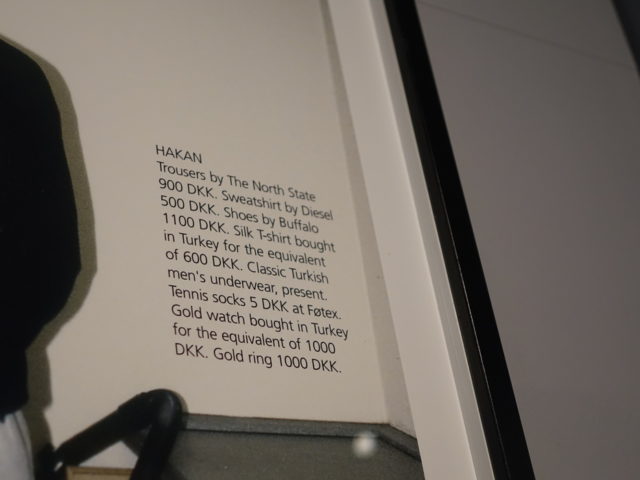 HAKAN
Trousers by The North State
900 DKK. Sweatshirt by Diesel
500 DKK. Shoes by Buffalo
1100 DKK. Silk T-shirt bought
in Turkey for the equivalent
of 600 DKK. Classic Turkish
men's underwear, present.
Tennis socks 5 DKK at Føtex.
Gold watch bought in Turkey
for the equivalent of 1000
DKK. Gold ring 1000 DKK.